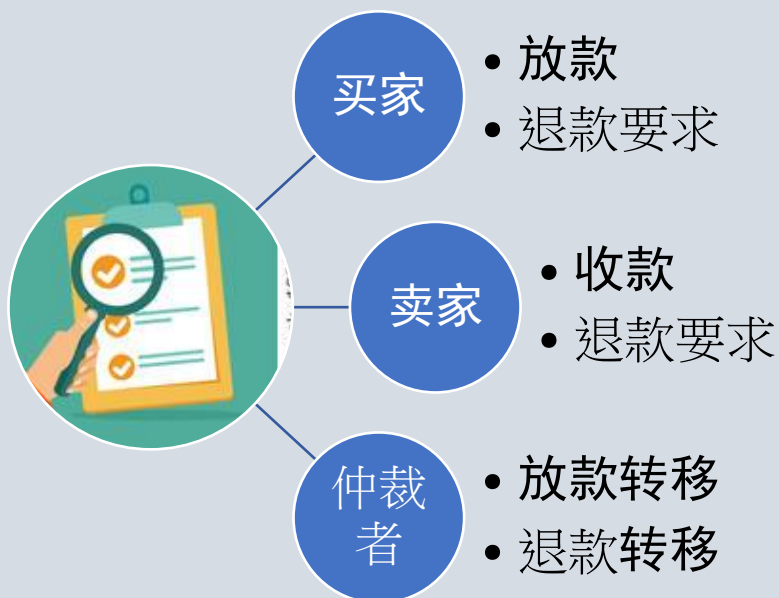 买家
• 放款
• 退款要求
卖家
• 收款
• 退款要求
仲裁
者
• 放款转移
• 退款转移